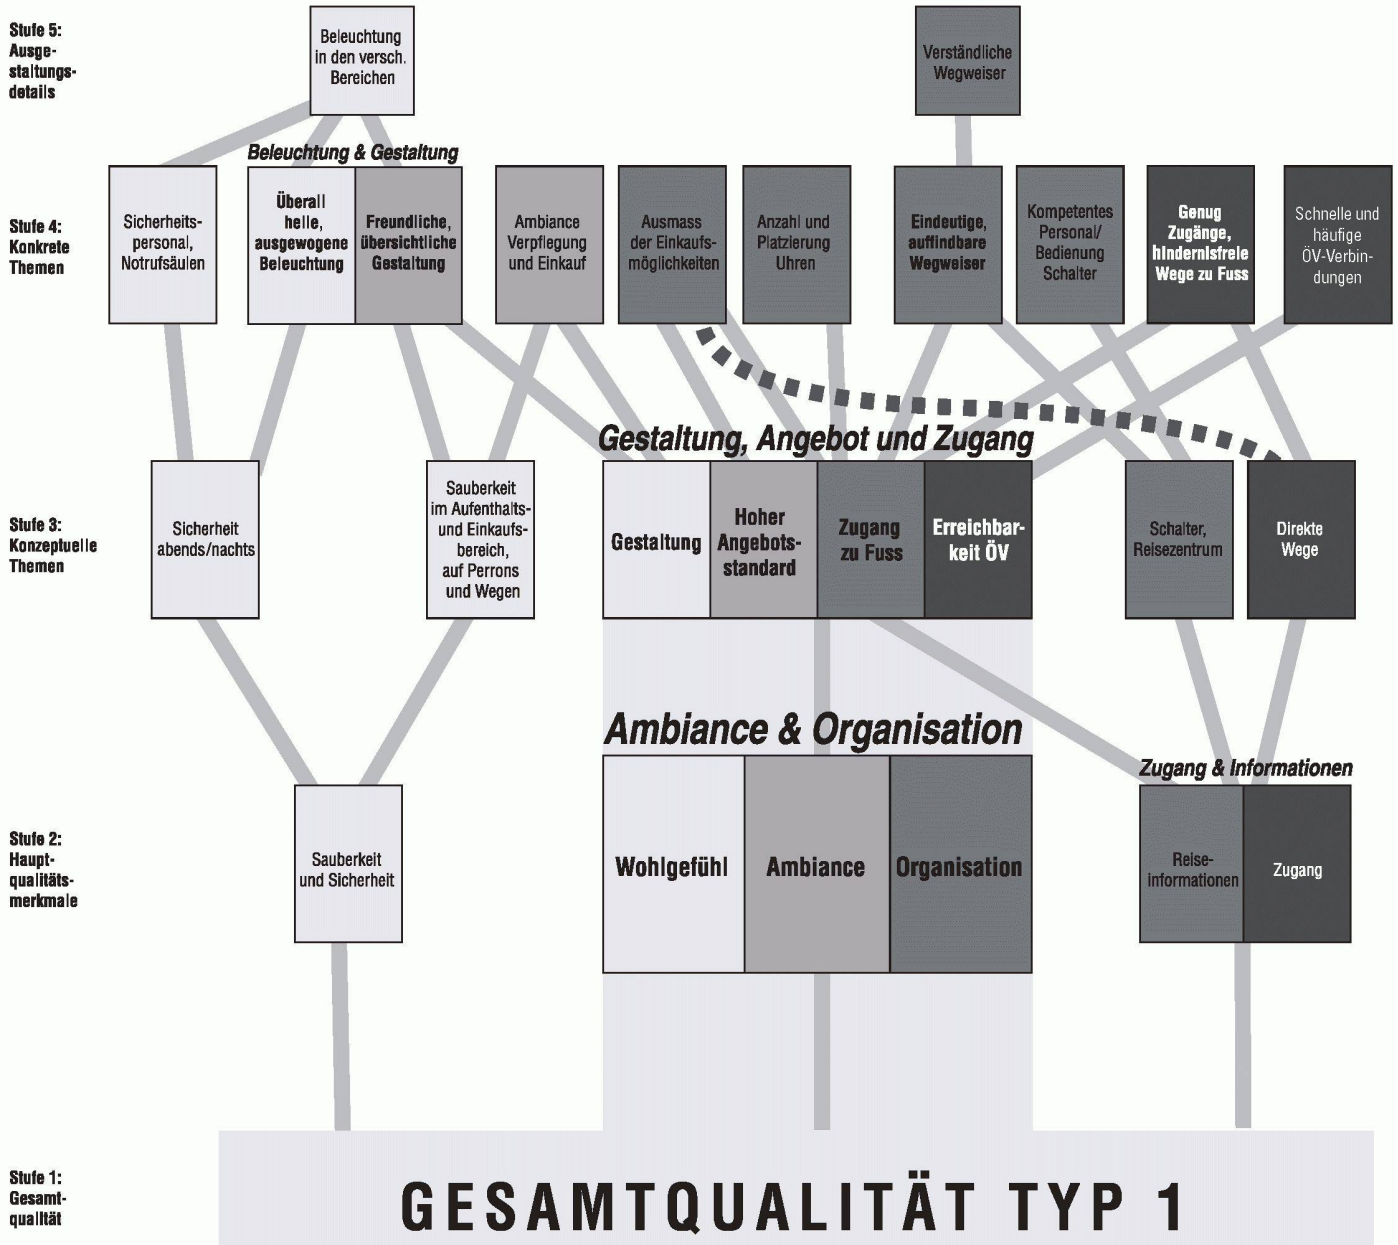 Stufe 5:
Ausge-
staltungs-
details
Beleuchtung
in den versch.
Bereichen
Verständliche
Wegweiser
Beleuchtung & Gestaltung
Stufe 4:
Konkrete
Themen
Sicherheits-
personal,
Notrufsäulen
Überall
helle,
ausgewogene
Beleuchtung
Freundliche,
übersichtliche
Gestaltung
Ambiance
Verpflegung
und Einkauf
Ausmass
der Einkaufs-
möglichkeiten
Anzahl und
Platzierung
Uhren
Eindeutige,
auffindbare
Wegweiser
Kompetentes
Personal/
Bedienung
Schalter
Genug
Zugänge,
hindernisfreie
Wege zu Fuss
Schnelle und
häufige
ÖV-Verbin-
dungen
Gestaltung, Angebot und Zugang
Stufe 3:
Konzeptuelle
Themen
Sicherheit
abends/nachts
Sauberkeit
im Aufenthalts-
und Einkaufs-
bereich,
auf Perrons
und Wegen
Gestaltung
Hoher
Angebots-
standard
Zugang
zu Fuss
Erreichbar-
keit ÖV
Schalter,
Reisezentrum
Direkte
Wege
Ambiance & Organisation
Zugang & Informationen
Stufe 2:
Haupt-
qualitäts-
merkmale
Sauberkeit
und Sicherheit
Wohlgefühl
Ambiance
Organisation
Reise-
informationen
Zugang
Stufe 1:
Gesamt-
qualität
GESAMTQUALITÄT TYP 1